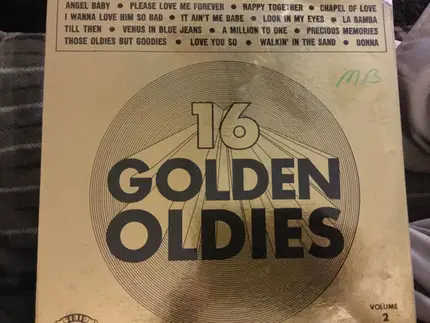 ANGEL BABY • PLEASE LOVE ME FOREVER • HAPPY TOGETHER • CHAPEL OF LOVE
I WANNA LOVE HIM SO BAD • IT AIN'T ME BABE • LOOK IN MY EYES • LA BAMBA
TILL THEN • VENUS IN BLUE JEANS • A MILLION TO ONE • PRECIOUS MEMORIES
THOSE OLDIES BUT GOODIES • LOVE YOU SO • WALKIN' IN THE SAND • DONNA
MB
16
GOLDEN
OLDIES
VOLUME
2